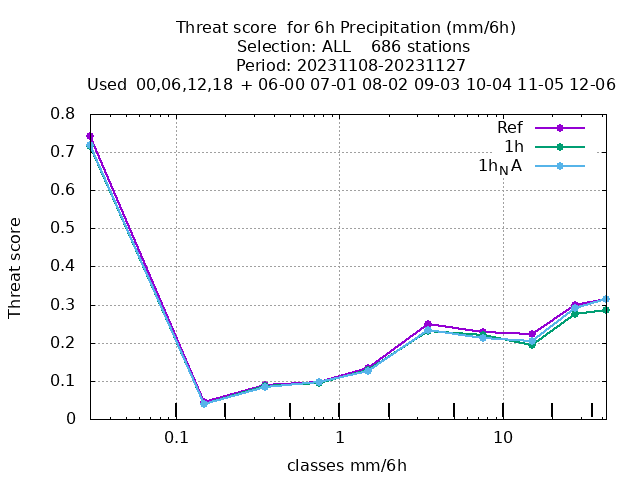 Threat score  for 6h Precipitation (mm/6h)
Selection: ALL    686 stations
Period: 20231108-20231127
Used  00,06,12,18  + 06-00 07-01 08-02 09-03 10-04 11-05 12-06
Ref
1h
1h_NA
Threat score
0.8
0.7
0.6
0.5
0.4
0.3
0.2
0.1
0
0.1 1 10
classes mm/6h